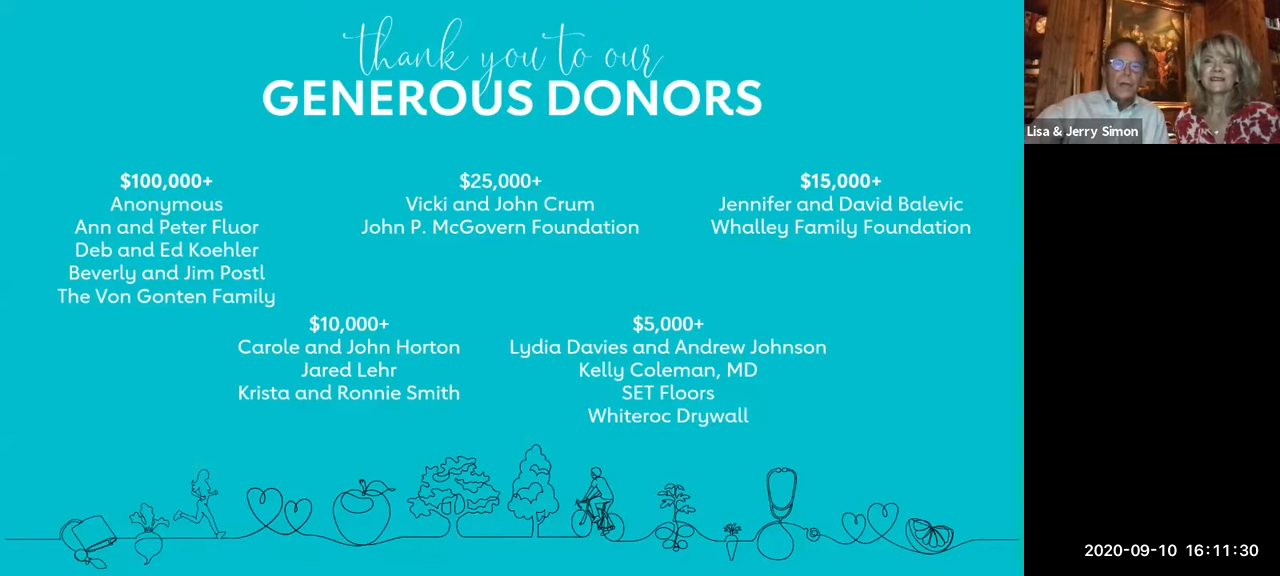 thank you to our
GENEROUS DONORS
$100,000+
Anonymous
Ann and Peter Fluor
Deb and Ed Koehler
Beverly and Jim Postl
The Von Gonten Family
$25,000+
Vicki and John Crum
John P. McGovern Foundation
$15,000+
Jennifer and David Balevic
Whalley Family Foundation
$10,000+
Carole and John Horton
Jared Lehr
Krista and Ronnie Smith
$5,000+
Lydia Davies and Andrew Johnson
Kelly Coleman, MD
SET Floors
Whiteroc Drywall
Lisa & Jerry Simon
2020-09-10 16:11:30